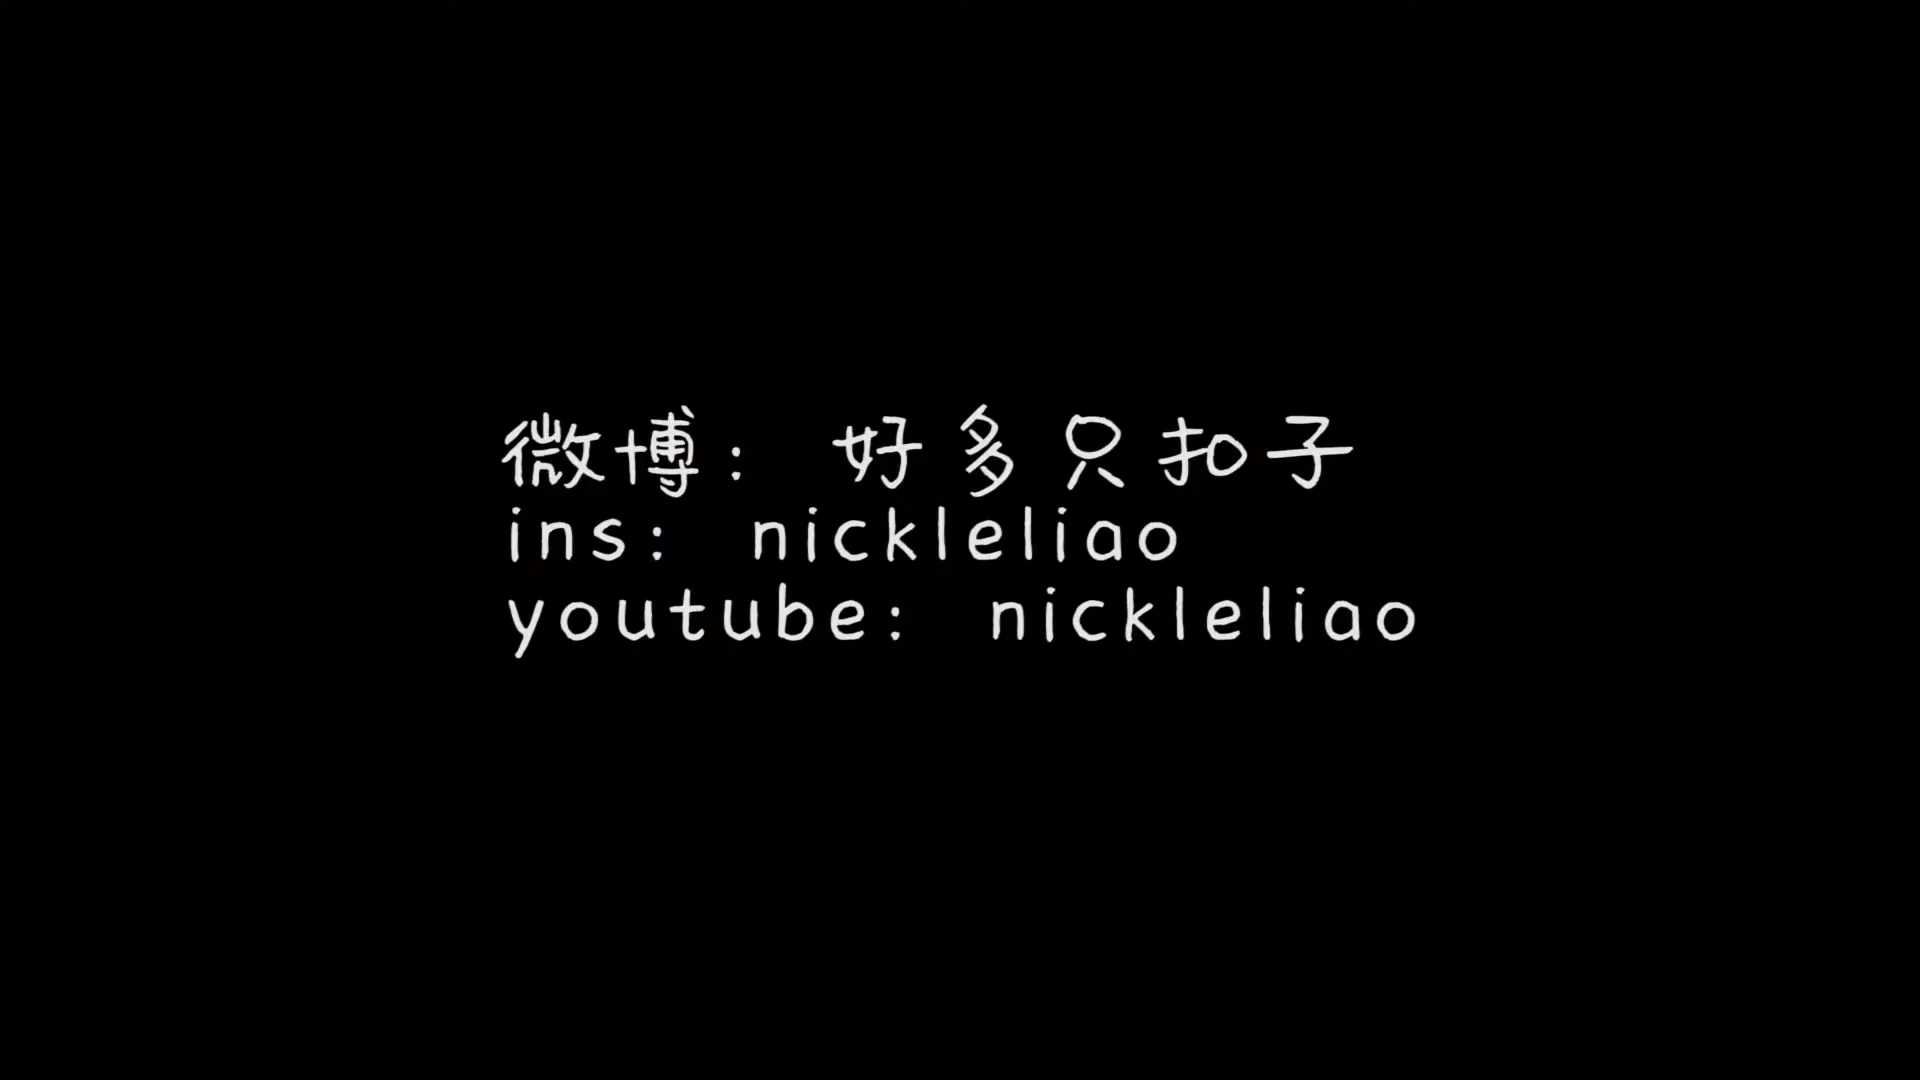 微博： 好多只扣子
ins： nickleliao
youtube： nickleliao